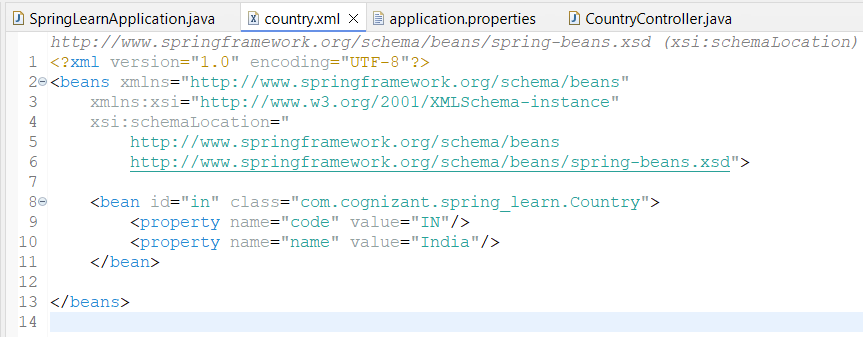 SpringLearnApplication.java country.xml application.properties CountryController.java
http://www.springframework.org/schema/beans/spring-beans.xsd (xsi:schemaLocation)
1 <?xml version="1.0" encoding="UTF-8"?>
2 <beans xmlns="http://www.springframework.org/schema/beans"
3     xmlns:xsi="http://www.w3.org/2001/XMLSchema-instance"
4     xsi:schemaLocation="
5         http://www.springframework.org/schema/beans
6         http://www.springframework.org/schema/beans/spring-beans.xsd">
7
8     <bean id="in" class="com.cognizant.spring_learn.Country">
9         <property name="code" value="IN"/>
10         <property name="name" value="India"/>
11     </bean>
12
13 </beans>
14